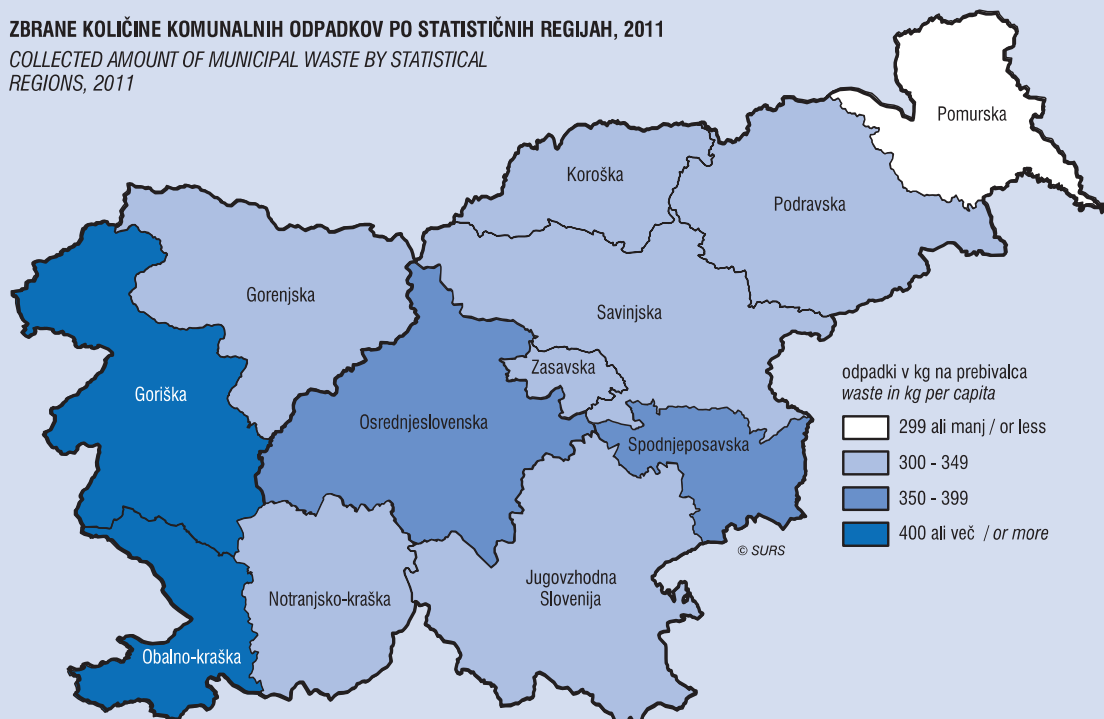 ZBRANE KOLIČINE KOMUNALNIH ODPADKOV PO STATISTIČNIH REGIJAH, 2011
COLLECTED AMOUNT OF MUNICIPAL WASTE BY STATISTICAL
REGIONS, 2011
Pomurska
Koroška
Podravska
Gorenjska
Savinjska
Zasavska
Goriška
Osrednjeslovenska
Spodnjeposavska
Notranjsko-kraška
Jugovzhodna
Slovenija
Obalno-kraška
odpadki v kg na prebivalca
waste in kg per capita
299 ali manj / or less
300 - 349
350 - 399
400 ali več / or more
© SURS